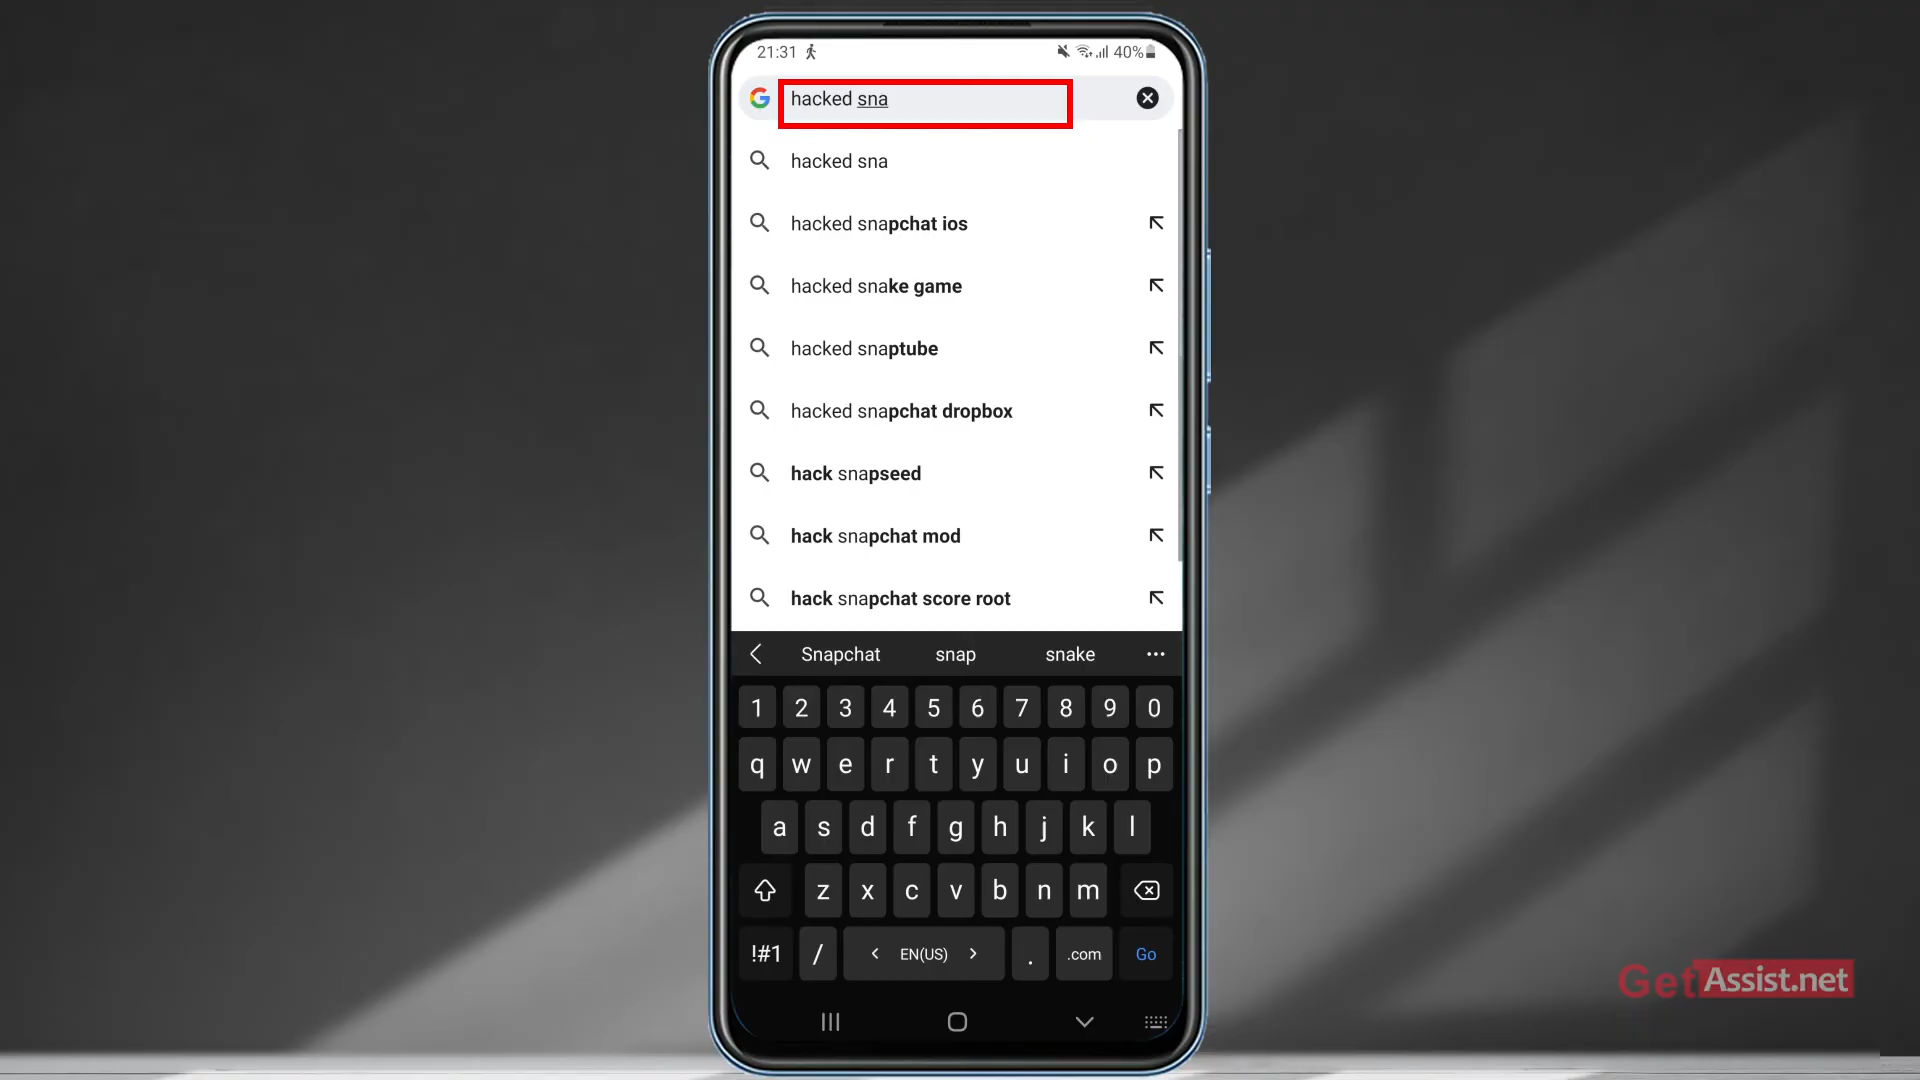 21:31 40%
hacked sna
hacked sna
hacked snapchat ios
hacked snake game
hacked snaptube
hacked snapchat dropbox
hack snapseed
hack snapchat mod
hack snapchat score root
Snapchat snap snake
1 2 3 4 5 6 7 8 9 0
q w e r t y u i o p
a s d f g h j k l
z x c v b n m
!#1 / < EN(US) > . .com Go
GetAssist.net